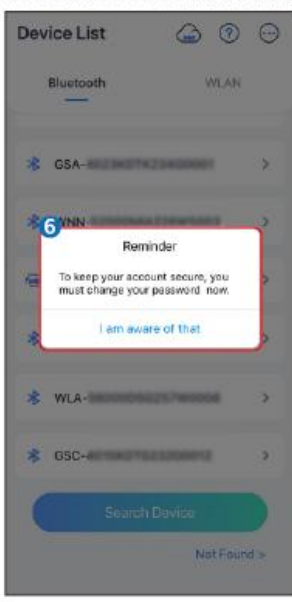 Device List
Bluetooth WLAN
GSA-
WNN
6
Reminder
To keep your account secure, you
must change your password now.
I am aware of that
WLA-
GSC-
Search Device
Not Found >